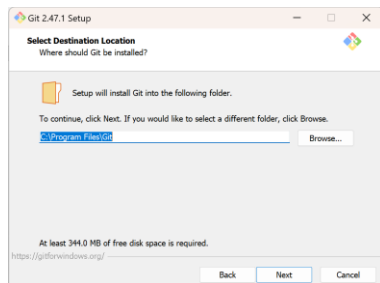 Git 2.47.1 Setup
Select Destination Location
Where should Git be installed?
Setup will install Git into the following folder.
To continue, click Next. If you would like to select a different folder, click Browse.
C:\Program Files\Git
Browse...
At least 344.0 MB of free disk space is required.
https://gitforwindows.org/
Back Next Cancel